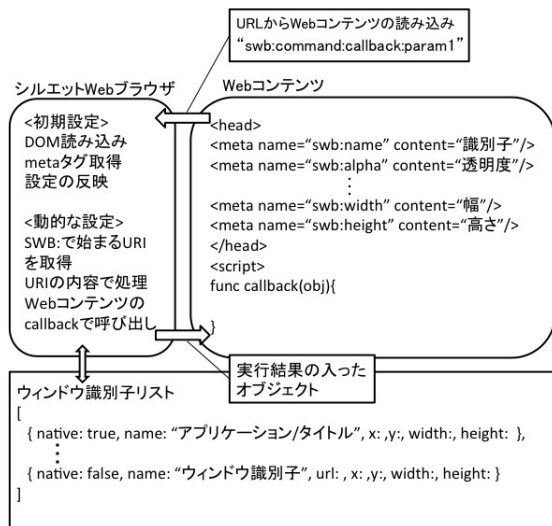 URLからWebコンテンツの読み込み
“swb:command:callback:param1”
シルエットWebブラウザ
<初期設定>
DOM読み込み
metaタグ取得
設定の反映
<動的な設定>
SWB:で始まるURI
を取得
URIの内容で処理
Webコンテンツの
callbackで呼び出し
Webコンテンツ
<head>
<meta name=“swb:name” content=“識別子”/>
<meta name=“swb:alpha” content=“透明度”/>
⋮
<meta name=“swb:width” content=“幅”/>
<meta name=“swb:height” content=“高さ”/>
</head>
<script>
func callback(obj){
}
実行結果の入った
オブジェクト
ウィンドウ識別子リスト
[
{ native: true, name: “アプリケーション/タイトル”, x: ,y:, width:, height: },
⋮
{ native: false, name: “ウィンドウ識別子”, url: , x: ,y:, width:, height: }
]